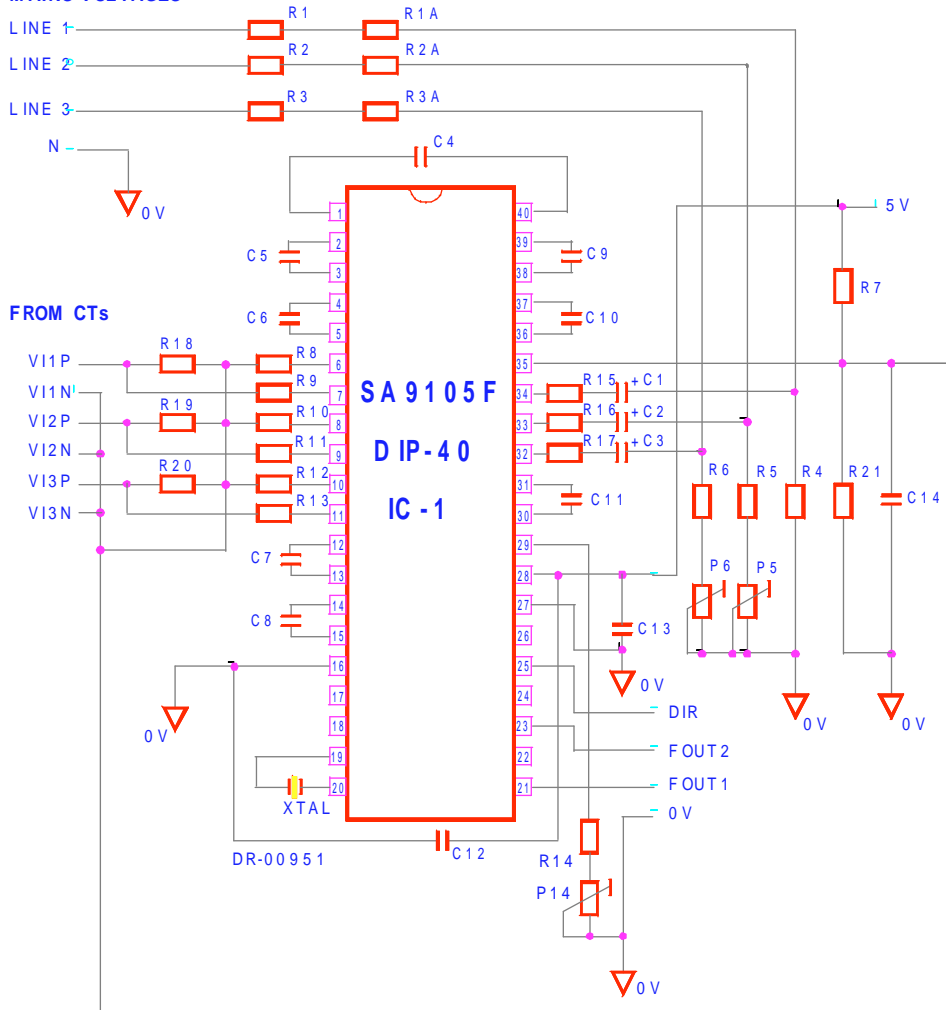 LINE 1
R1
R1A
LINE 2
R2
R2A
LINE 3
R3
R3A
N
0V
C4
1
40
5V
2
39
C5
C9
3
38
R7
4
37
FROM CTs
C6
C10
5
36
VI1P
R18
R8
6
35
VI1N
R9
7
SA9105F
34
R15
+C1
VI2P
R19
R10
8
33
R16
+C2
VI2N
R11
9
DIP-40
32
R17
+C3
VI3P
R20
R12
10
31
R6
R5
R4
R21
C14
VI3N
R13
11
IC-1
30
C11
12
29
C7
13
28
P6
P5
14
27
C8
C13
15
26
16
25
0V
17
24
DIR
0V
0V
0V
18
23
FOUT2
19
22
20
21
FOUT1
XTAL
0V
DR-00951
C12
R14
P14
0V